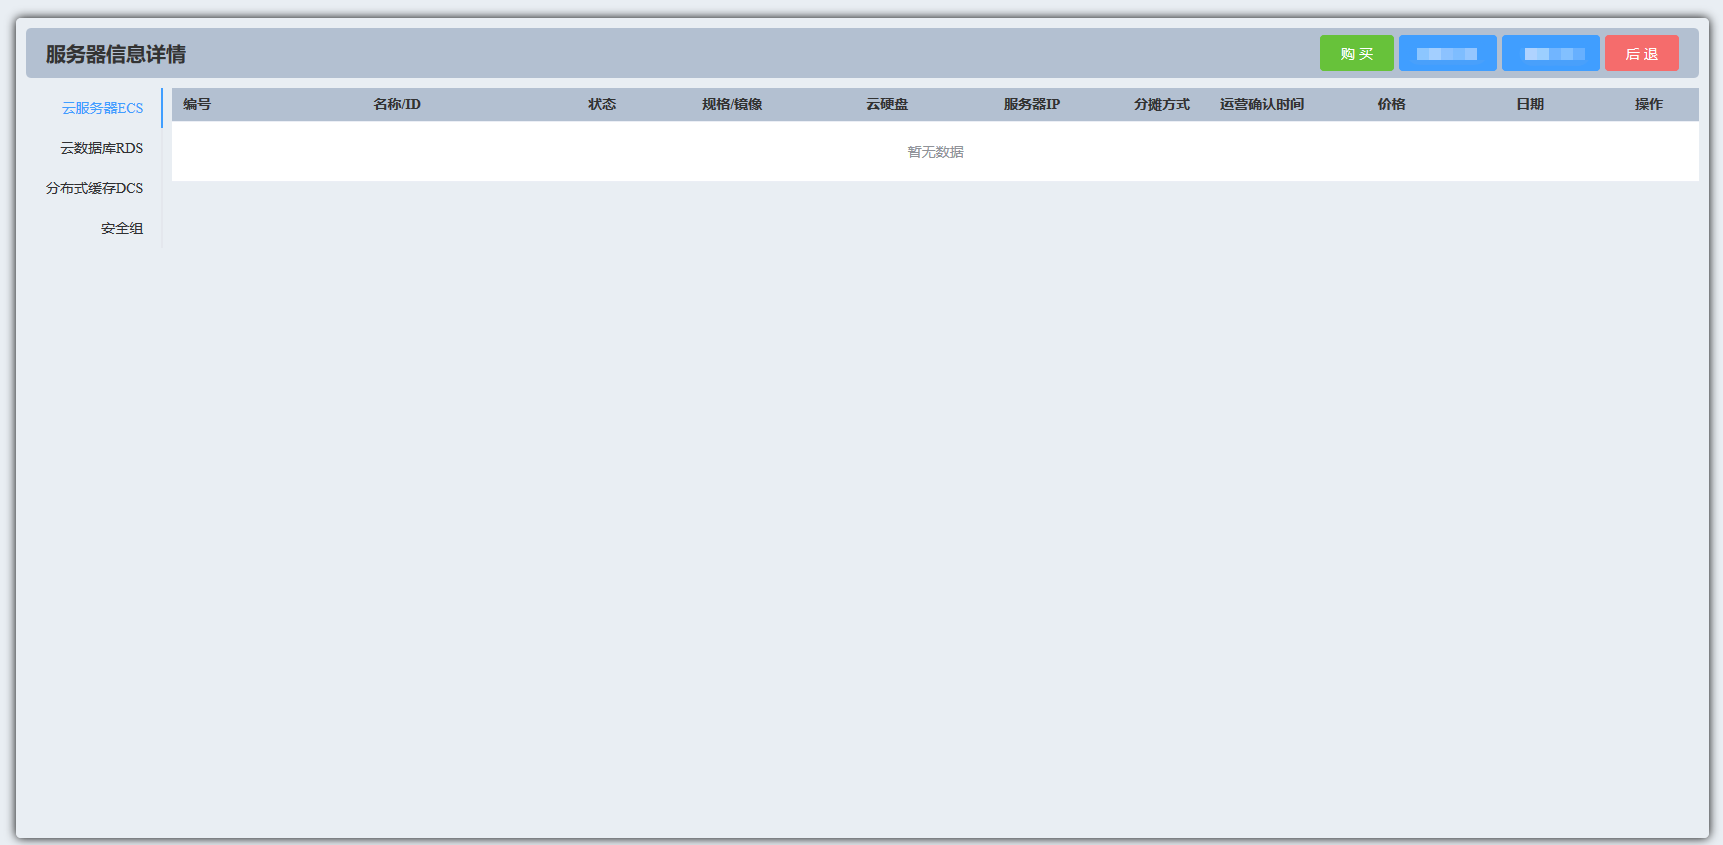 服务器信息详情
购 买
后 退
云服务器ECS
云数据库RDS
分布式缓存DCS
安全组
编号 名称/ID 状态 规格/镜像 云硬盘 服务器IP 分摊方式 运营确认时间 价格 日期 操作
暂无数据